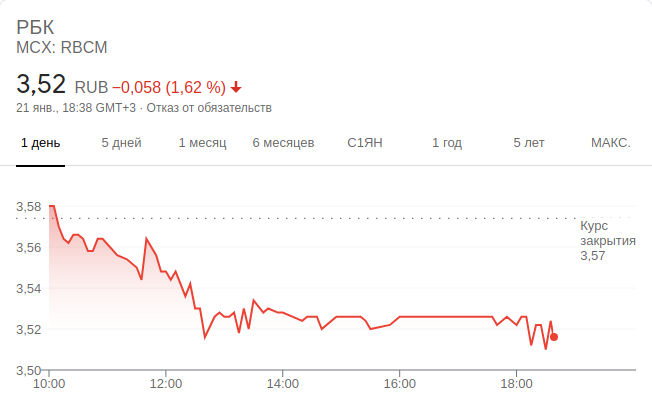 РБК
MCX: RBCM
3,52 RUB −0,058 (1,62 %)
21 янв., 18:38 GMT+3 · Отказ от обязательств
1 день 5 дней 1 месяц 6 месяцев С1ЯН 1 год 5 лет МАКС.
3,58
Курс
закрытия
3,57
3,56
3,54
3,52
3,50
10:00 12:00 14:00 16:00 18:00